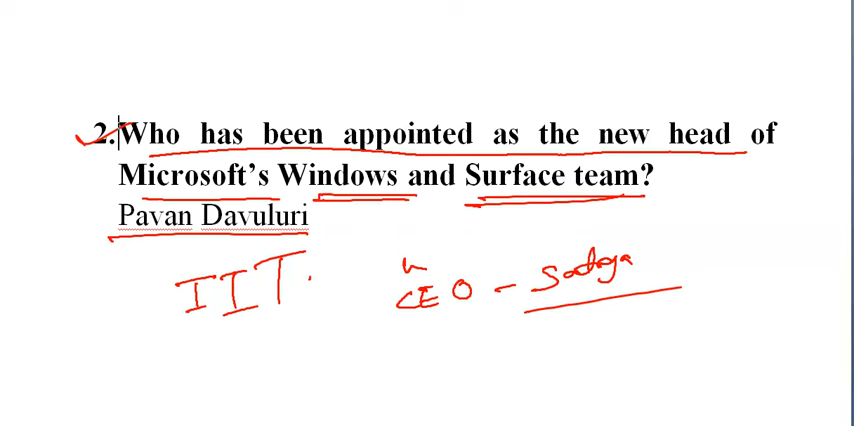 2.Who has been appointed as the new head of
Microsoft's Windows and Surface team?
Pavan Davuluri
IIT.
CEO - Satya